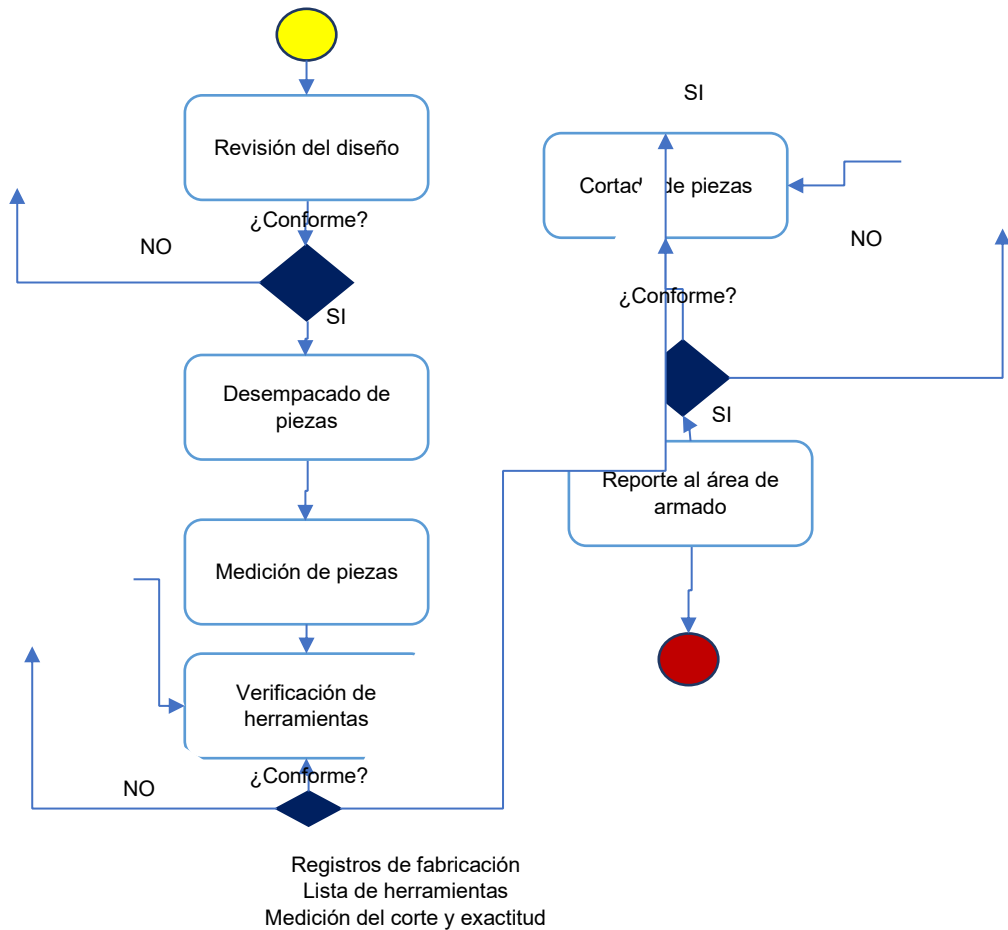 Revisión del diseño
¿Conforme?
NO
SI
Desempacado de
piezas
Medición de piezas
Verificación de
herramientas
¿Conforme?
NO
SI
de piezas
NO
¿Conforme?
SI
Reporte al área de
armado
Registros de fabricación
Lista de herramientas
Medición del corte y exactitud